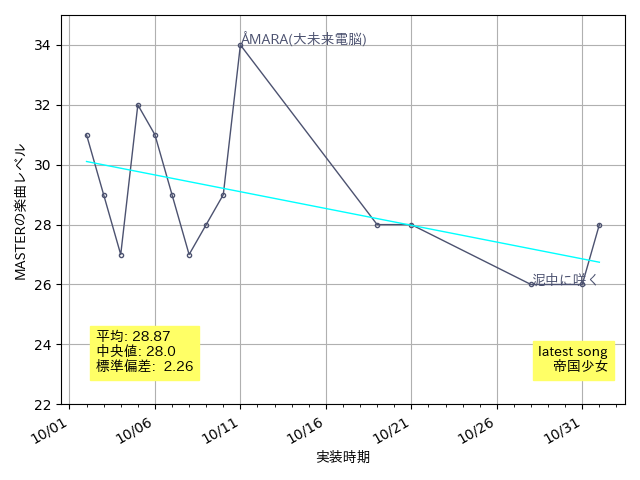 34
32
30
28
26
24
22
MASTERの楽曲レベル
ÅMARA(大未来電脳)
泥中に咲く
平均: 28.87
中央値: 28.0
標準偏差: 2.26
latest song
帝国少女
10/01
10/06
10/11
10/16
10/21
10/26
10/31
実装時期